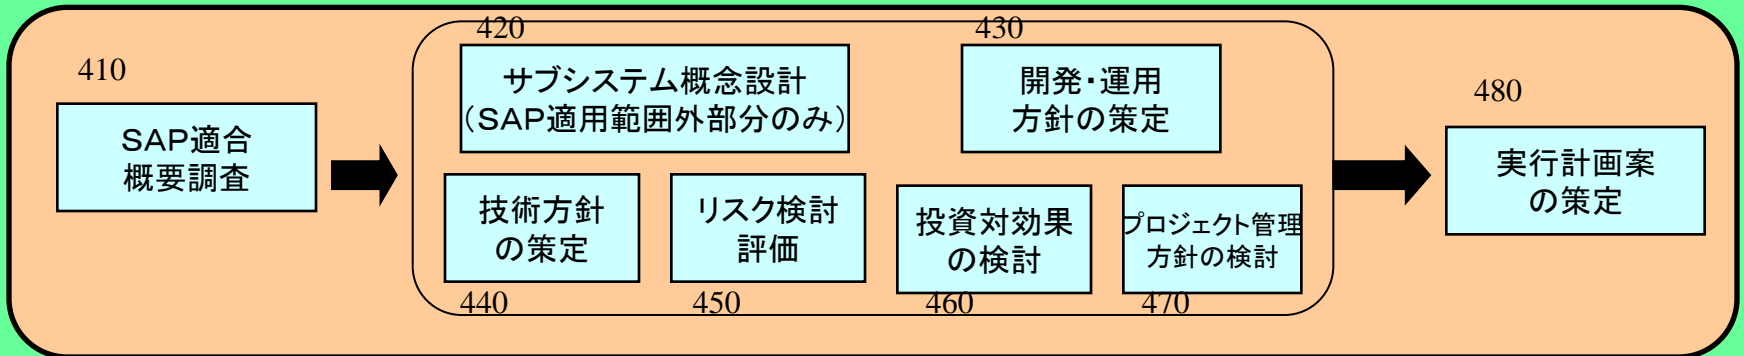 410
SAP適合
概要調査
420
サブシステム概念設計
(SAP適用範囲外部分のみ)
430
開発・運用
方針の策定
技術方針
の策定
440
リスク検討
評価
450
投資対効果
の検討
460
プロジェクト管理
方針の検討
470
480
実行計画案
の策定